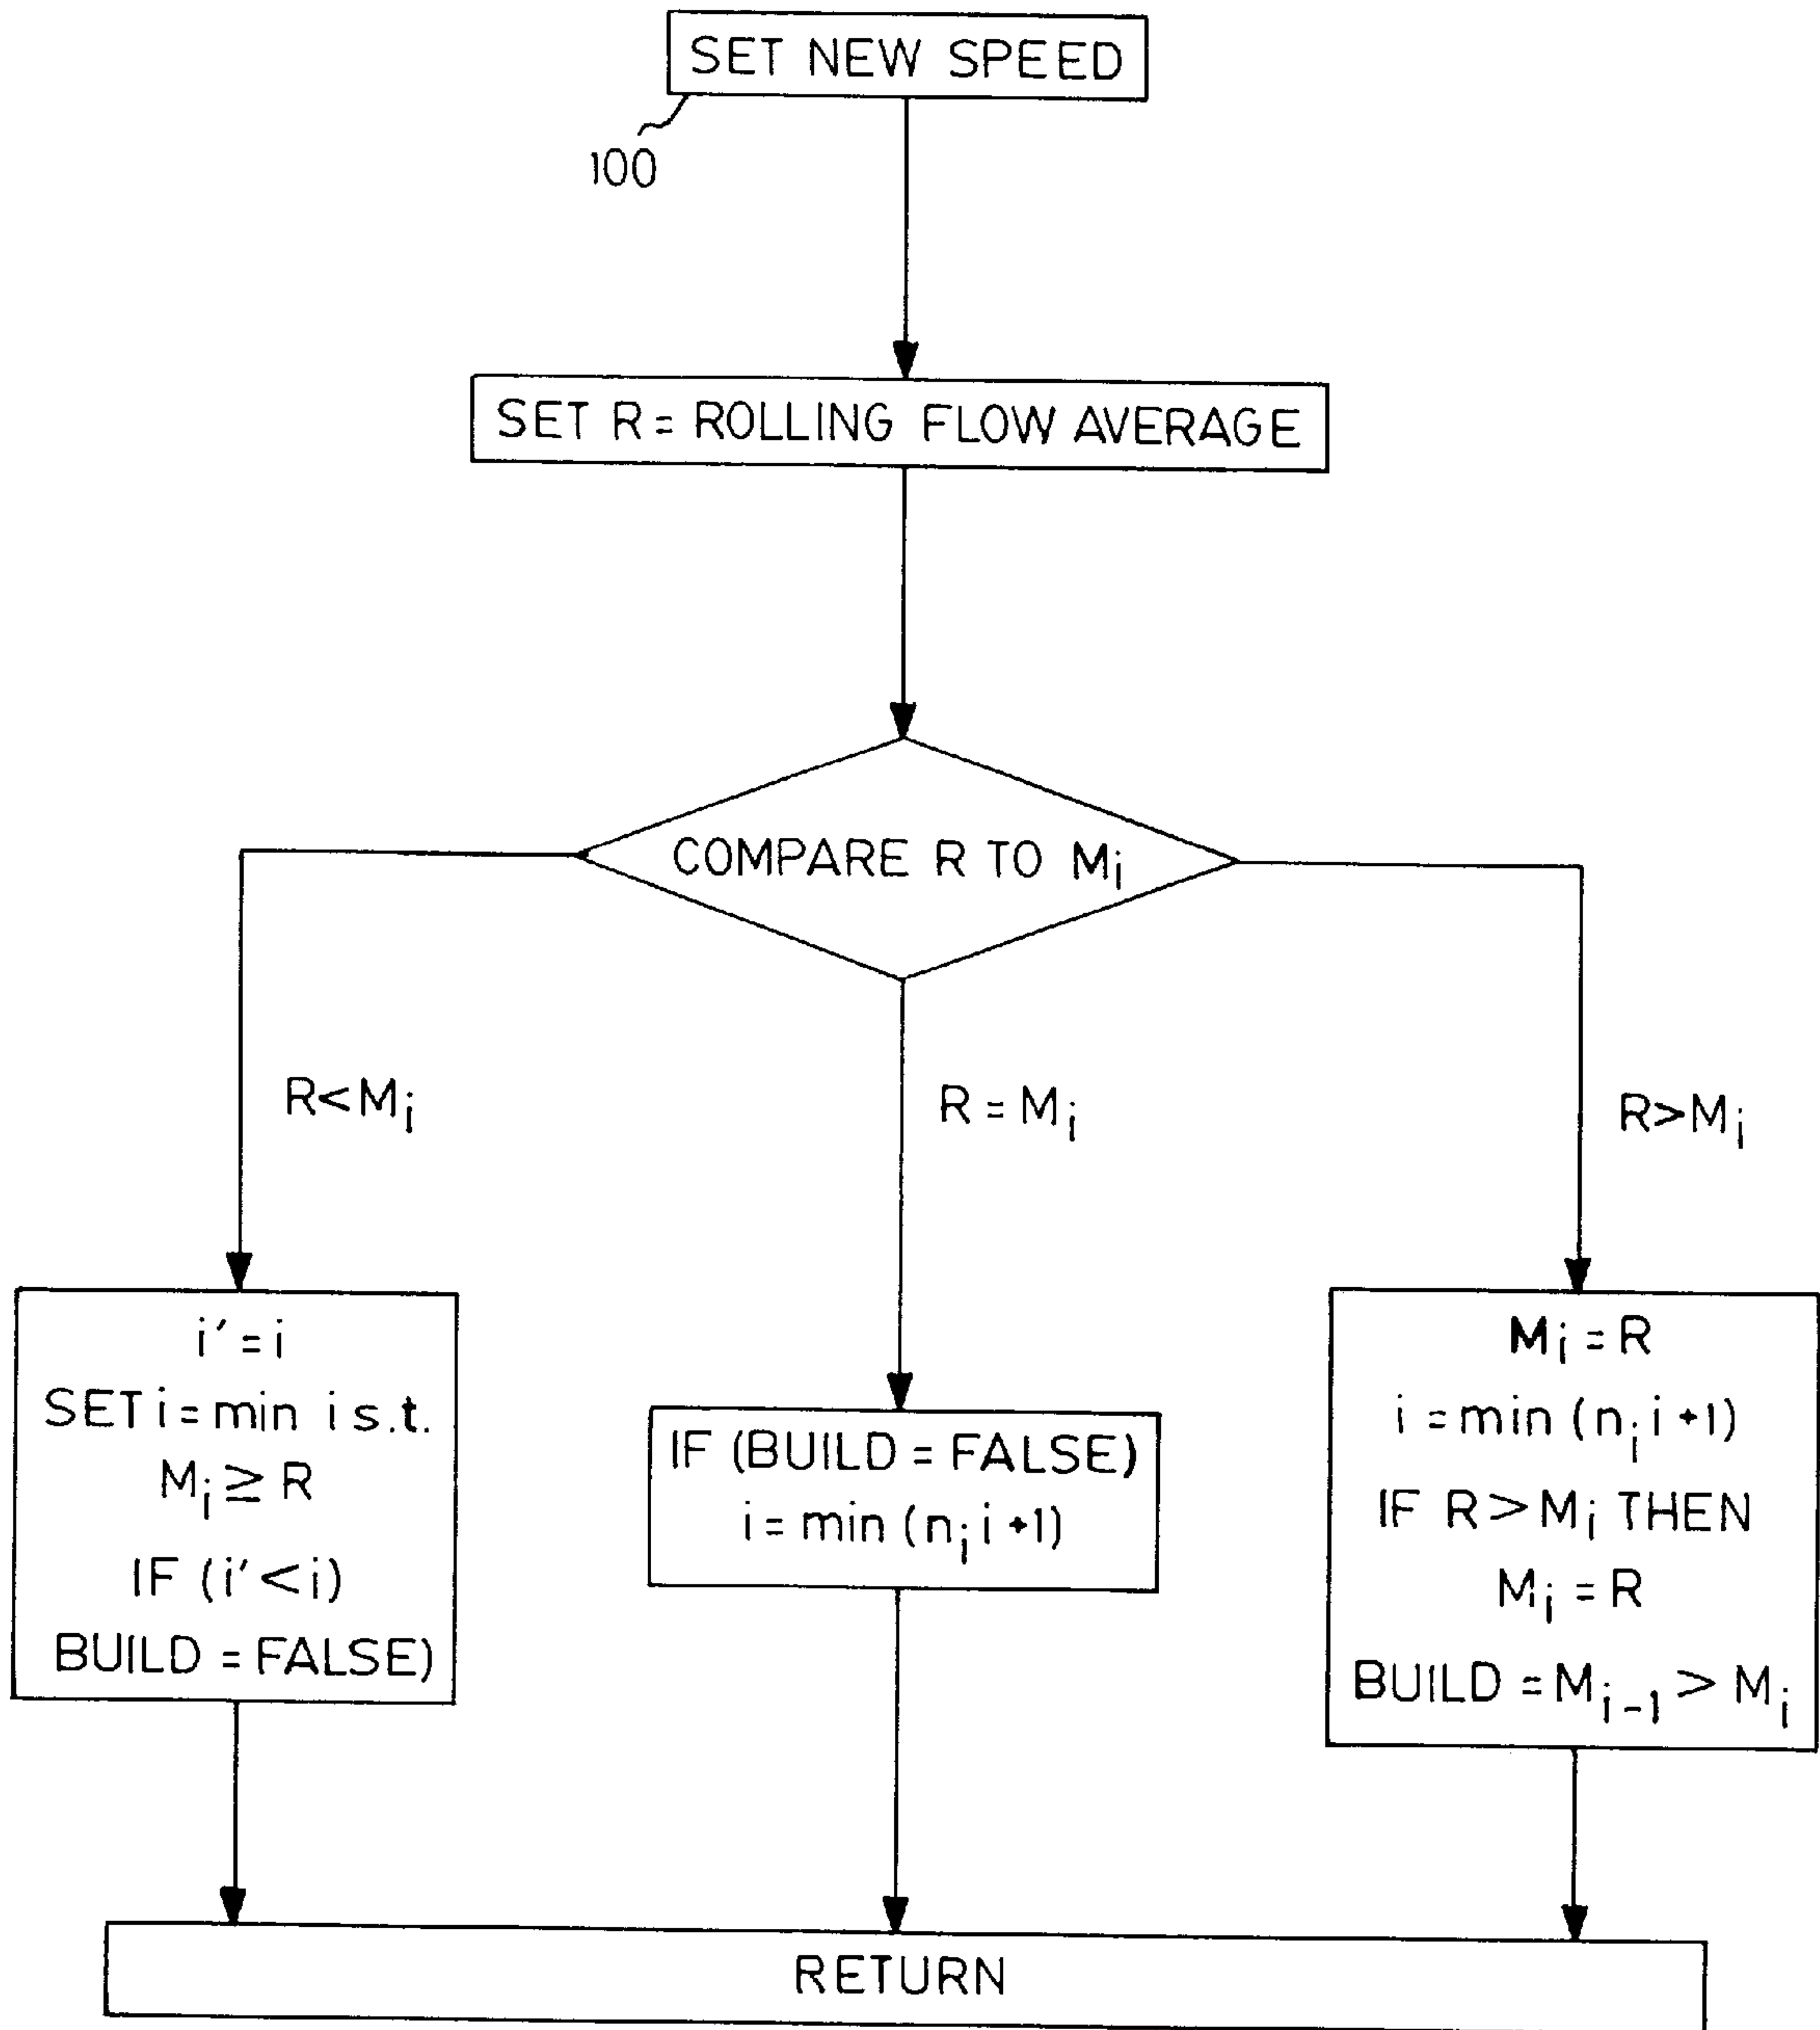 SET NEW SPEED
100
SET R = ROLLING FLOW AVERAGE
COMPARE R TO Mi
R<Mi
R = Mi
R>Mi
i' = i
SET i = min i s.t.
Mi ≥ R
IF (i' < i)
BUILD = FALSE)
IF (BUILD = FALSE)
i = min (ni i +1)
Mi = R
i = min (ni i +1)
IF R > Mi THEN
Mi = R
BUILD = Mi-1 > Mi
RETURN